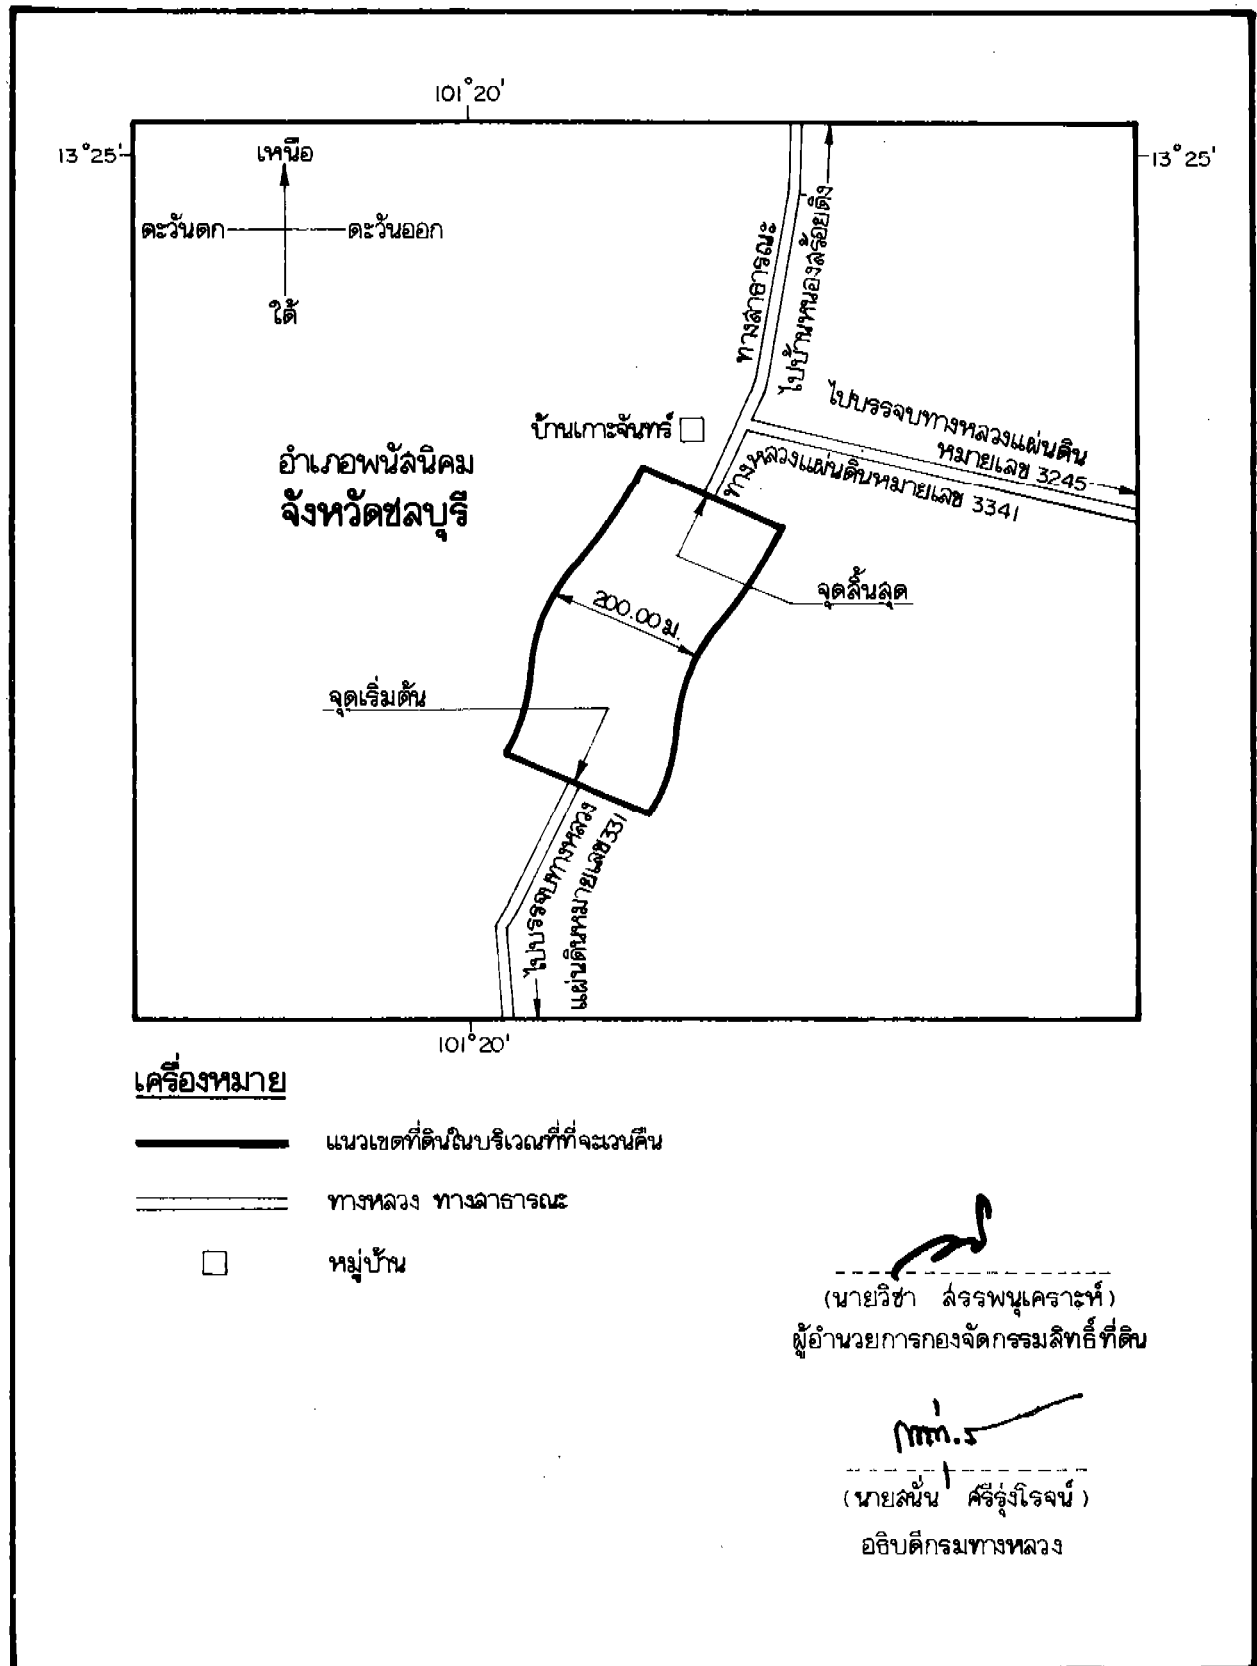 101°20'
13°25'
13°25'
เหนือ
ตะวันตก
ตะวันออก
ใต้
ทางสาธารณะ
ไปบ้านหนองสร้อยติ่ง
ไปบรรจบทางหลวงแผ่นดิน
หมายเลข 3245
ทางหลวงแผ่นดินหมายเลข 3341
บ้านเกาะจันทร์
อำเภอพนัสนิคม
จังหวัดชลบุรี
จุดสิ้นสุด
200.00 ม.
จุดเริ่มต้น
ไปบรรจบทางหลวง
แผ่นดินหมายเลข 331
101°20'
เครื่องหมาย
แนวเขตที่ดินในบริเวณที่ที่จะเวนคืน
ทางหลวง ทางสาธารณะ
หมู่บ้าน
(นายวิชา สรรพนุเคราะห์)
ผู้อำนวยการกองจัดกรรมสิทธิ์ที่ดิน
(นายสนั่น ศรีรุ่งโรจน์)
อธิบดีกรมทางหลวง